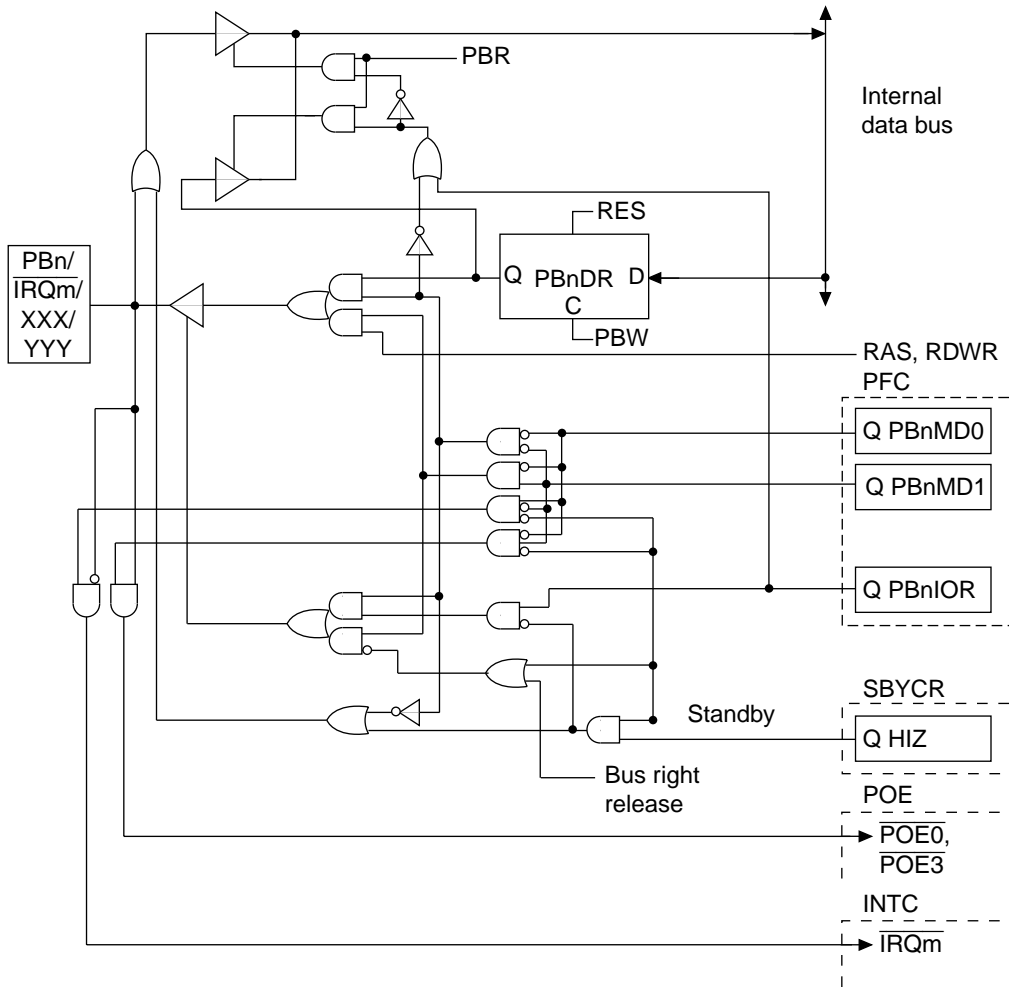 PBR
Internal
data bus
RES
Q PBnDR D
C
PBW
PBn/
IRQm/
XXX/
YYY
RAS, RDWR
PFC
Q PBnMD0
Q PBnMD1
Q PBnIOR
SBYCR
Standby
Q HIZ
Bus right
release
POE
POE0,
POE3
INTC
IRQm